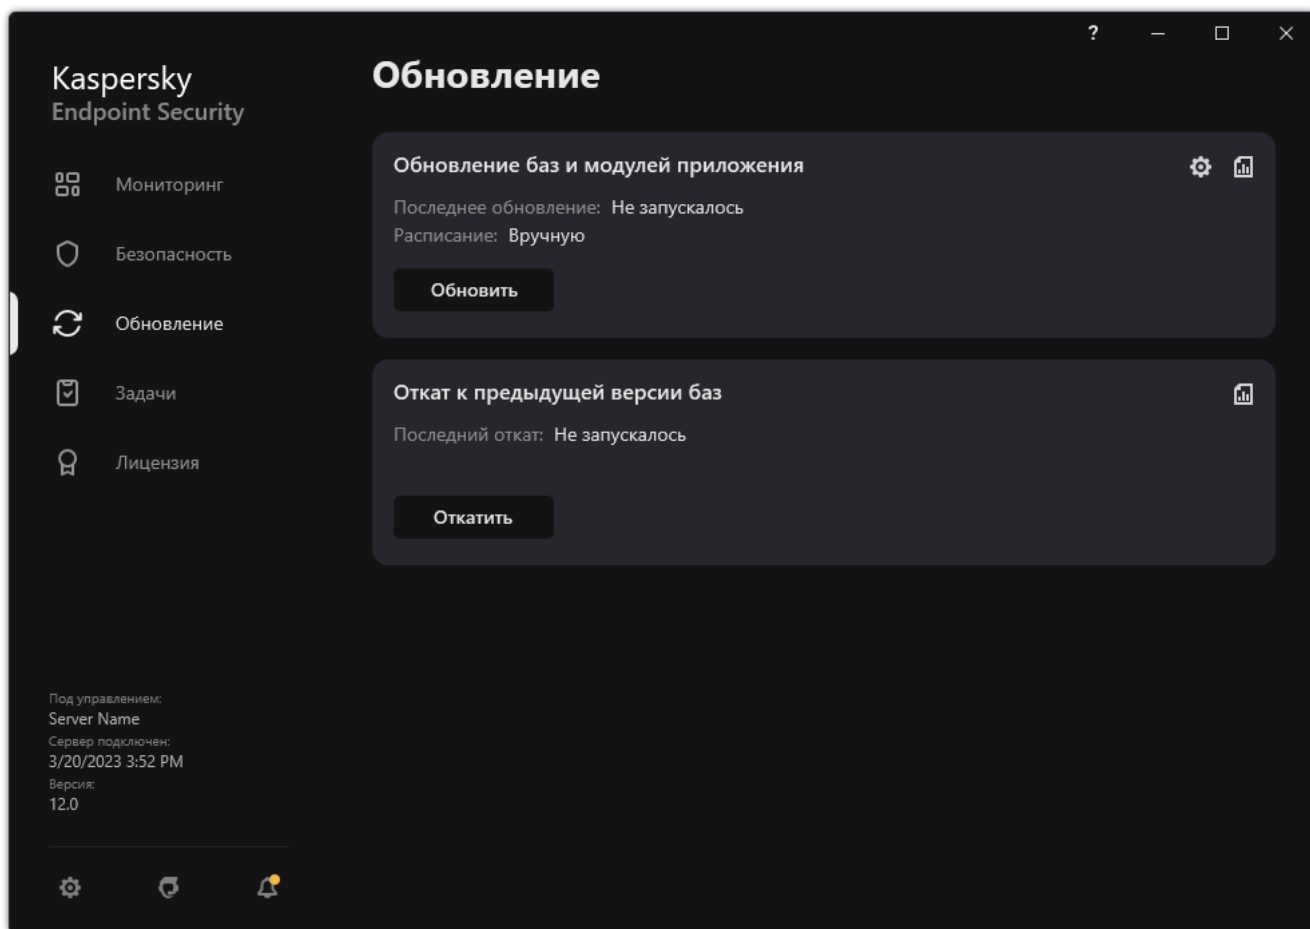 ?
Kaspersky
Endpoint Security
Мониторинг
Безопасность
Обновление
Задачи
Лицензия
Под управлением:
Server Name
Сервер подключен:
3/20/2023 3:52 PM
Версия:
12.0
Обновление
Обновление баз и модулей приложения
Последнее обновление: Не запускалось
Расписание: Вручную
Обновить
Откат к предыдущей версии баз
Последний откат: Не запускалось
Откатить